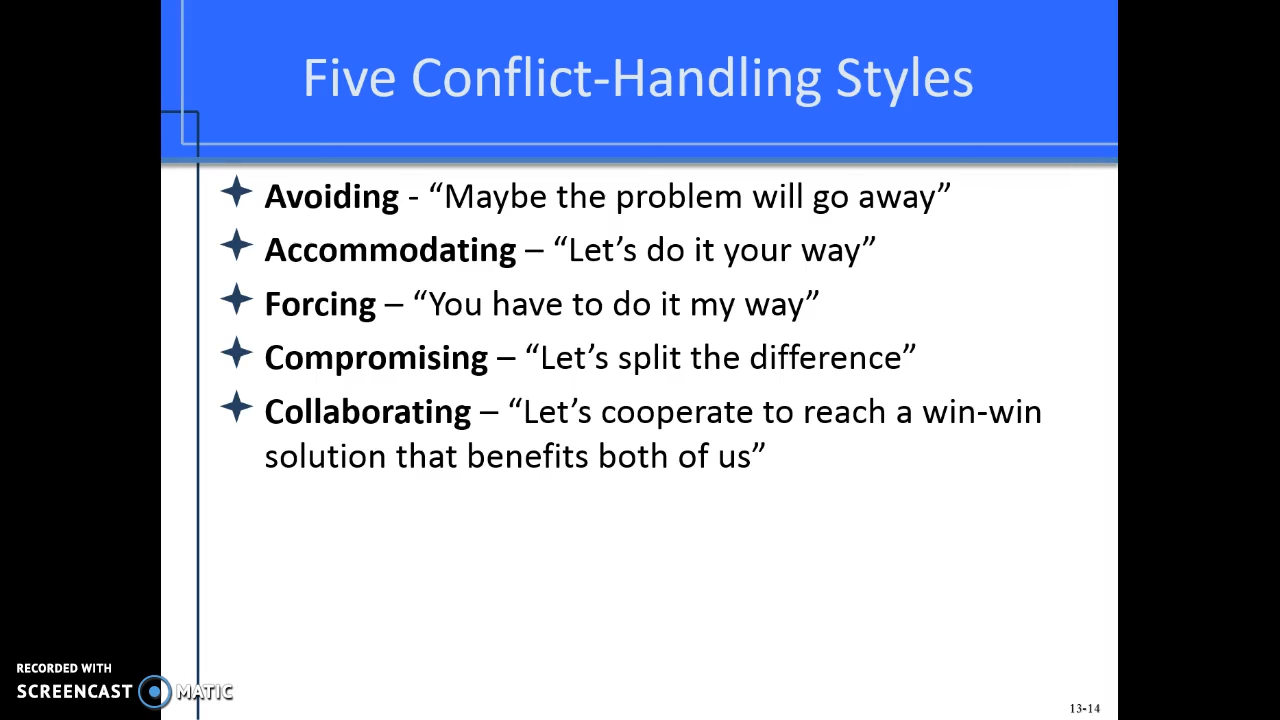 Five Conflict-Handling Styles
Avoiding - “Maybe the problem will go away”
Accommodating – “Let’s do it your way”
Forcing – “You have to do it my way”
Compromising – “Let’s split the difference”
Collaborating – “Let’s cooperate to reach a win-win
solution that benefits both of us”
RECORDED WITH
SCREENCAST MATIC
13-14